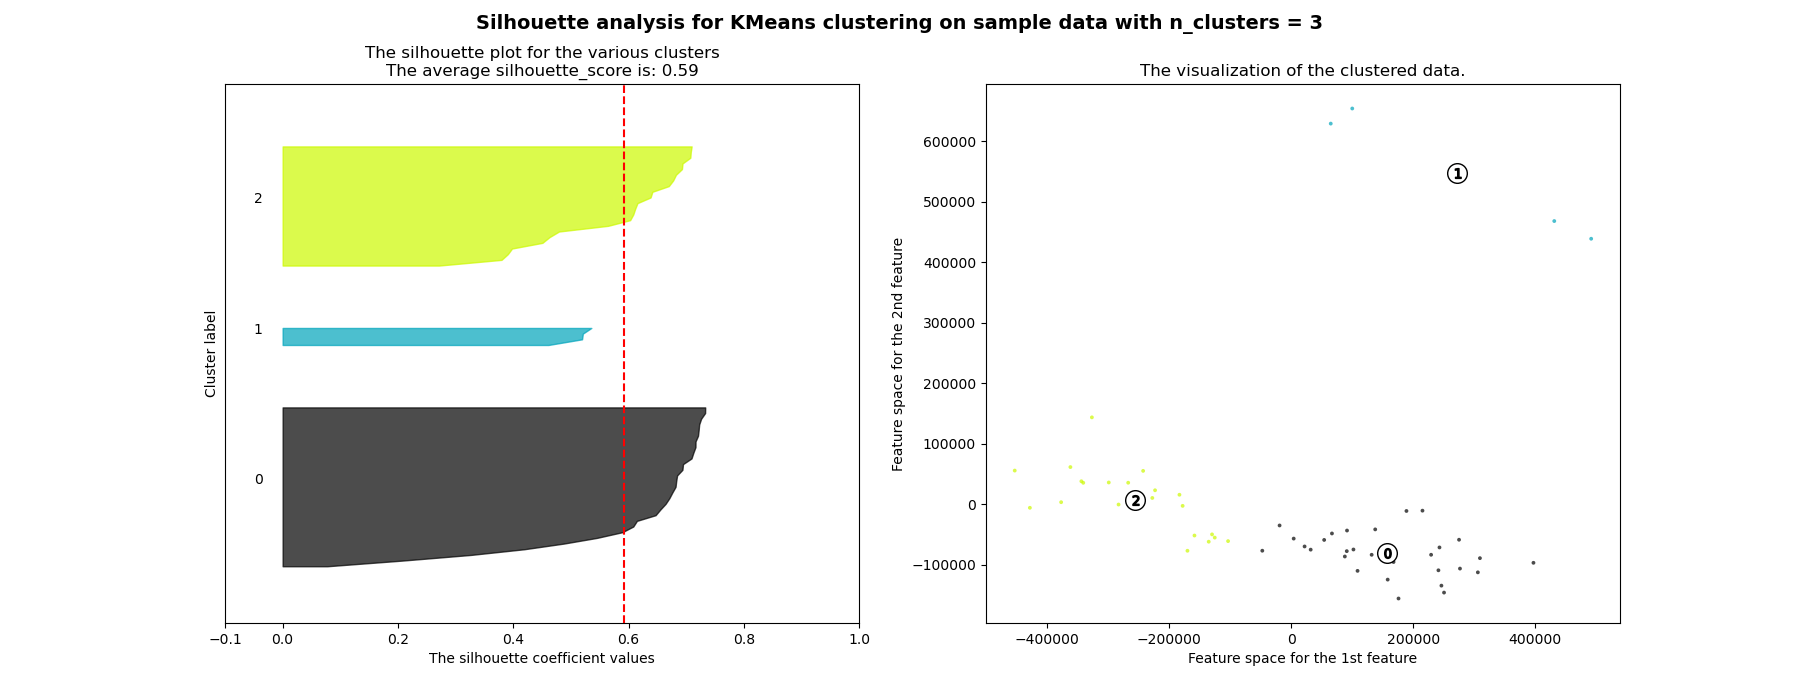 Silhouette analysis for KMeans clustering on sample data with n_clusters = 3
The silhouette plot for the various clusters
The average silhouette_score is: 0.59
2
1
0
Cluster label
−0.1 0.0 0.2 0.4 0.6 0.8 1.0
The silhouette coefficient values
The visualization of the clustered data.
600000
500000
400000
300000
200000
100000
0
−100000
Feature space for the 2nd feature
1
2
0
−400000 −200000 0 200000 400000
Feature space for the 1st feature